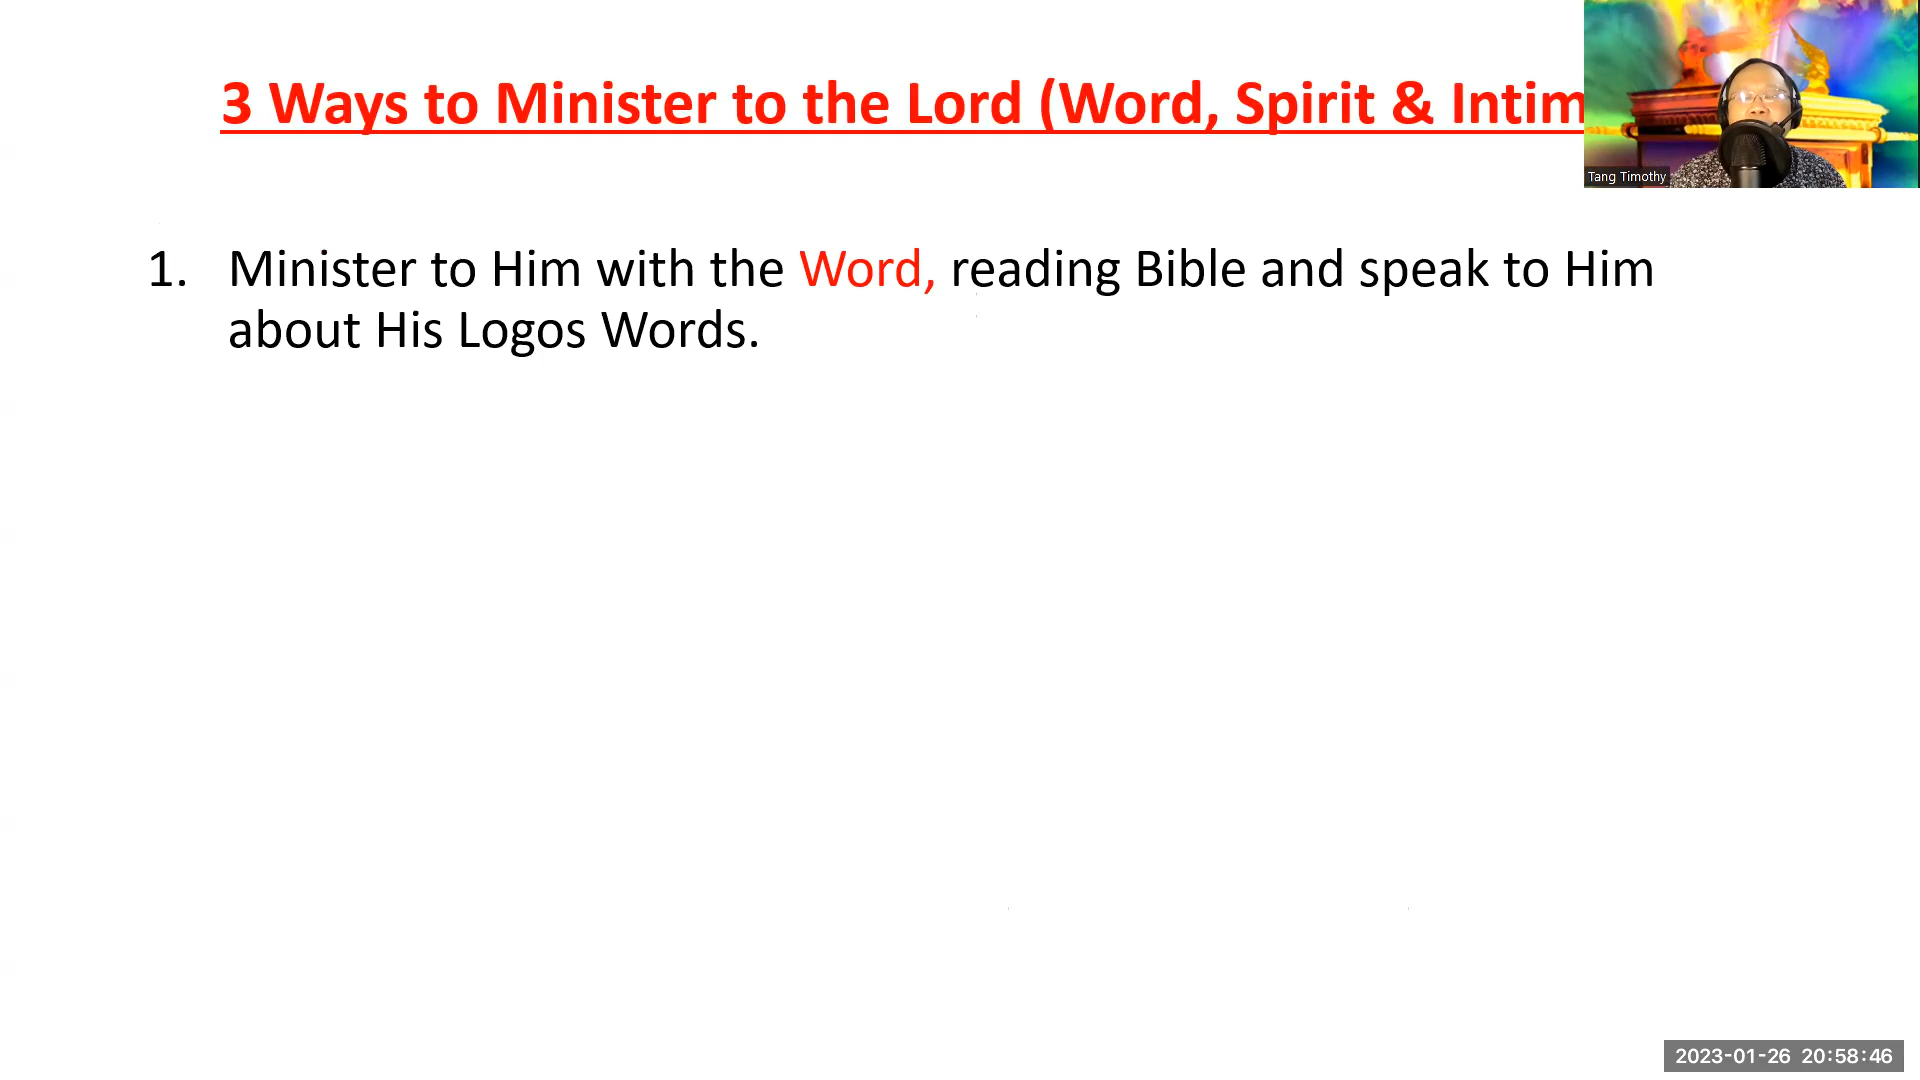 3 Ways to Minister to the Lord (Word, Spirit & Intim
Tang Timothy
1. Minister to Him with the Word, reading Bible and speak to Him
about His Logos Words.
2023-01-26 20:58:46